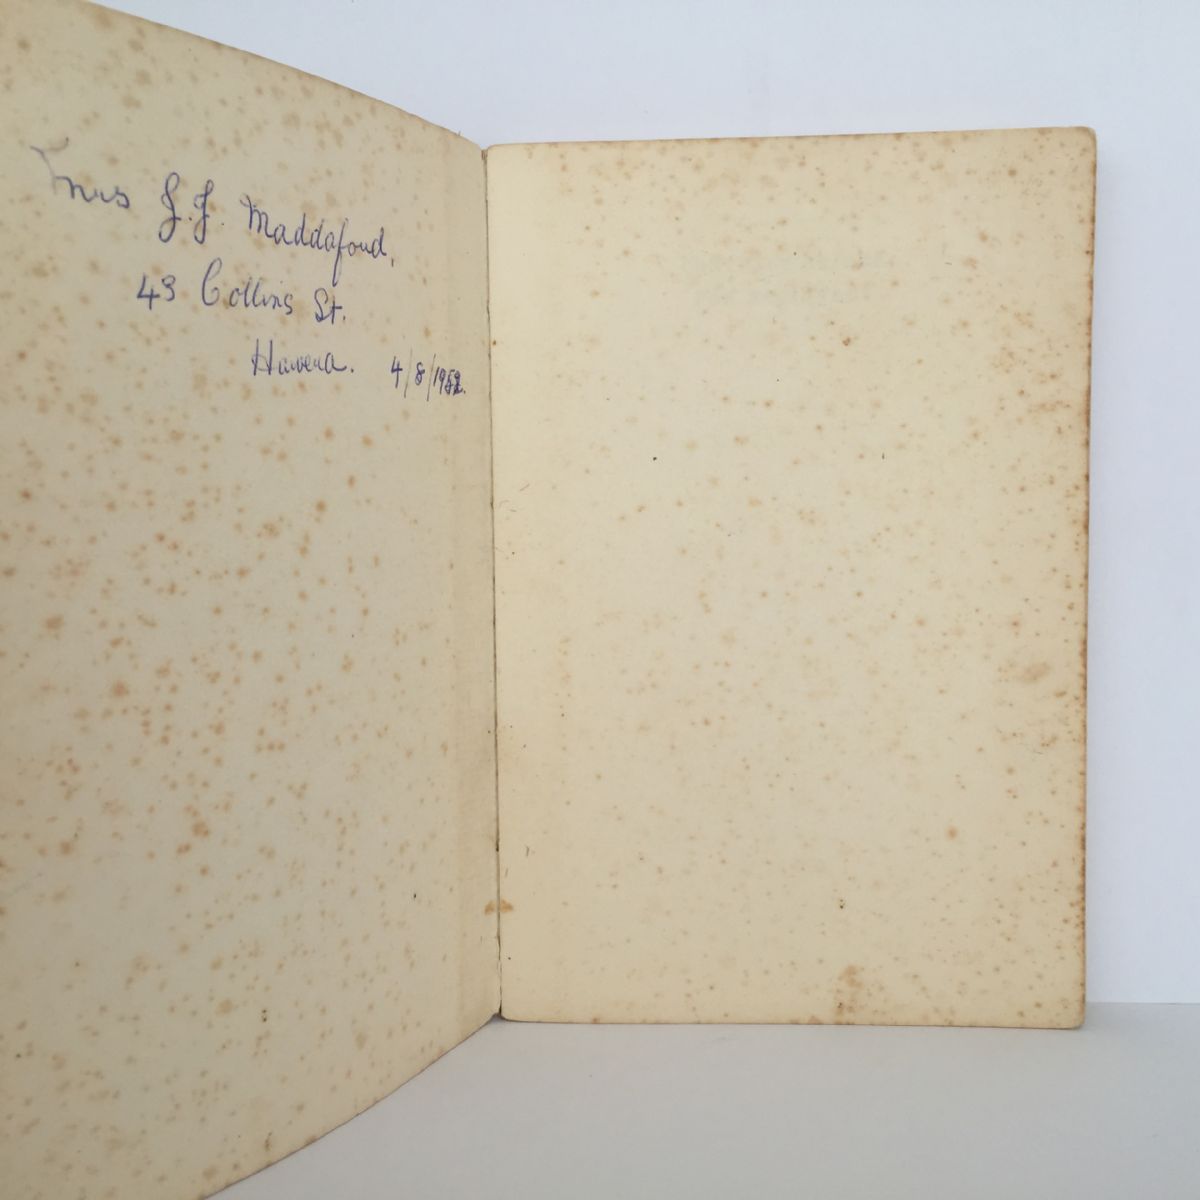 Mrs J. J. Maddaford,
43 Collins St.
Hawera. 4/8/1952.